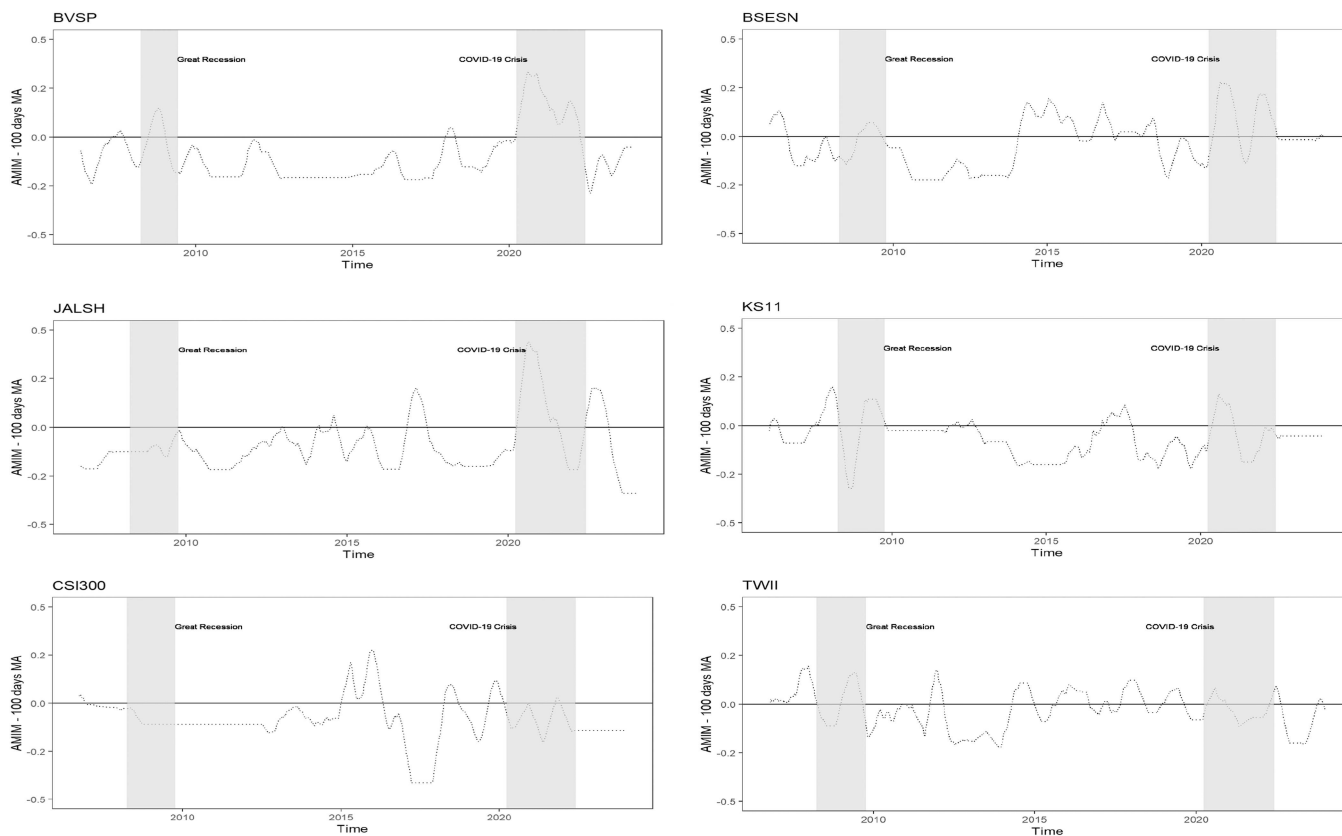 BVSP
AMIM - 100 days MA
0.5
0.2
0.0
-0.2
-0.5
Great Recession
COVID-19 Crisis
2010
2015
2020
Time
BSESN
AMIM - 100 days MA
0.5
0.2
0.0
-0.2
-0.5
Great Recession
COVID-19 Crisis
2010
2015
2020
Time
JALSH
AMIM - 100 days MA
0.5
0.2
0.0
-0.2
-0.5
Great Recession
COVID-19 Crisis
2010
2015
2020
Time
KS11
AMIM - 100 days MA
0.5
0.2
0.0
-0.2
-0.5
Great Recession
COVID-19 Crisis
2010
2015
2020
Time
CSI300
AMIM - 100 days MA
0.5
0.2
0.0
-0.2
-0.5
Great Recession
COVID-19 Crisis
2010
2015
2020
Time
TWII
AMIM - 100 days MA
0.5
0.2
0.0
-0.2
-0.5
Great Recession
COVID-19 Crisis
2010
2015
2020
Time